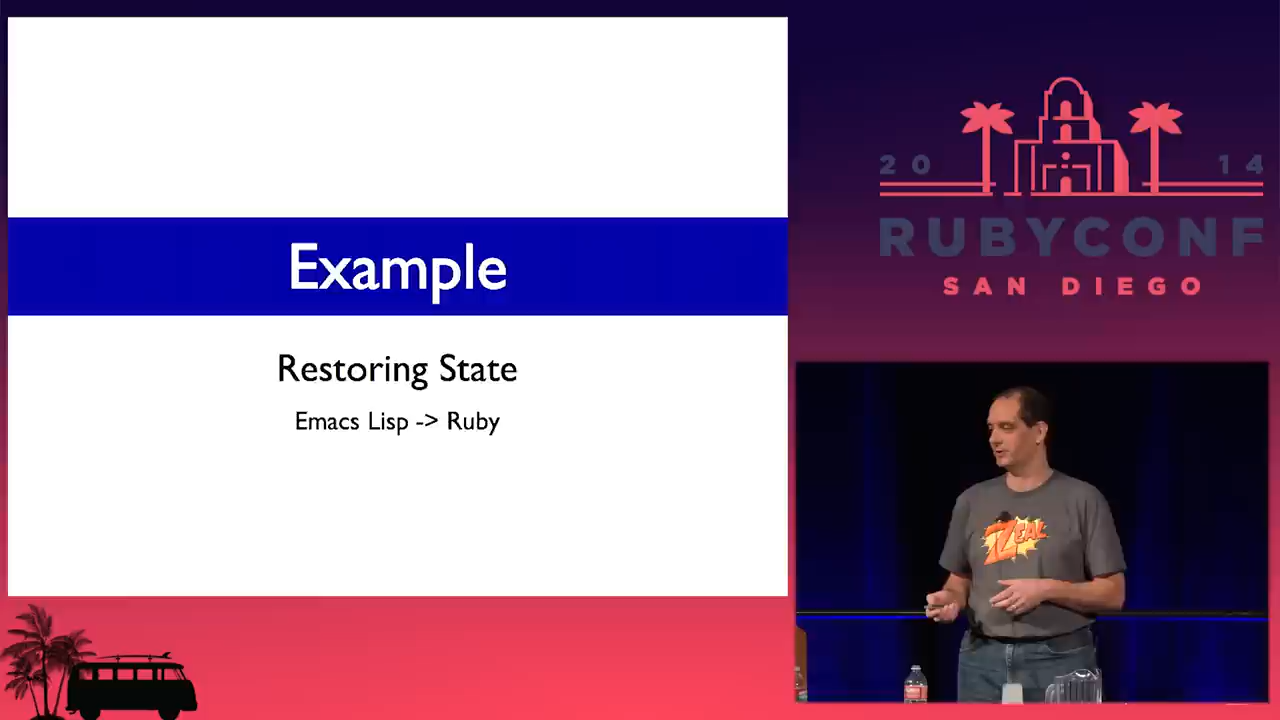 Example
Restoring State
Emacs Lisp -> Ruby
20 14
RUBYCONF
SAN DIEGO
ZEAL